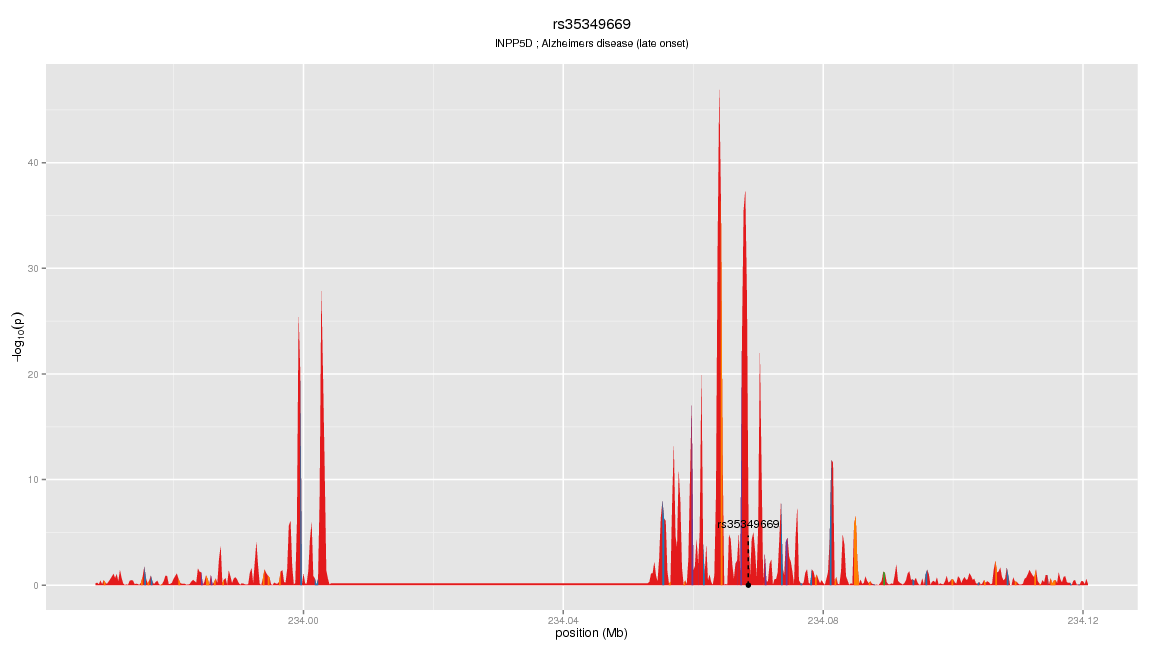 rs35349669
INPP5D ; Alzheimers disease (late onset)
−log10(p)
40
30
20
10
0
rs35349669
234.00
234.04
234.08
234.12
position (Mb)